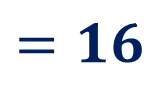 = 16